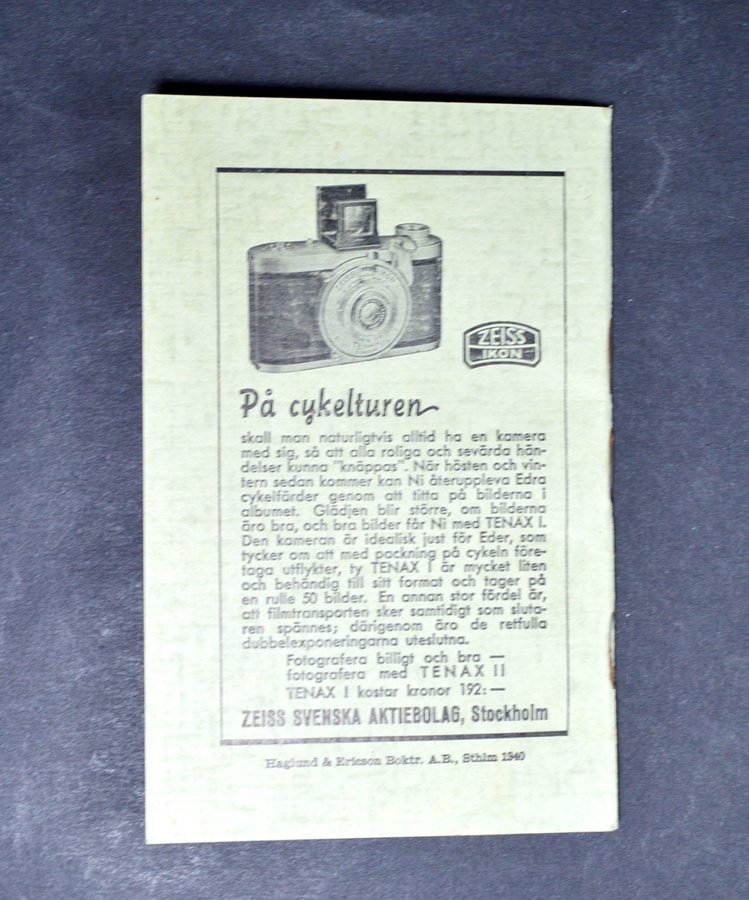 ZEISS
IKON
På cykelturen
skall man naturligtvis alltid ha en kamera
med sig, så att alla roliga och sevärda hän-
delser kunna "knäppas". När hösten och vin-
tern sedan kommer kan Ni återuppleva Edra
cykelfärder genom att titta på bilderna i
albumet. Glädjen blir större, om bilderna
äro bra, och bra bilder får Ni med TENAX I.
Den kameran är idealisk just för Eder, som
tycker om att med packning på cykeln före-
taga utflykter, ty TENAX I är mycket liten
och behändig till sitt format och tager på
en rulle 50 bilder. En annan stor fördel är,
att filmtransporten sker samtidigt som sluta-
ren spännes; därigenom äro de retfulla
dubbelexponeringarna uteslutna.
Fotografera billigt och bra —
fotografera med TENAX II
TENAX I kostar kronor 192:—
ZEISS SVENSKA AKTIEBOLAG, Stockholm
Haglund & Ericson Boktr. A.B., Sthlm 1940